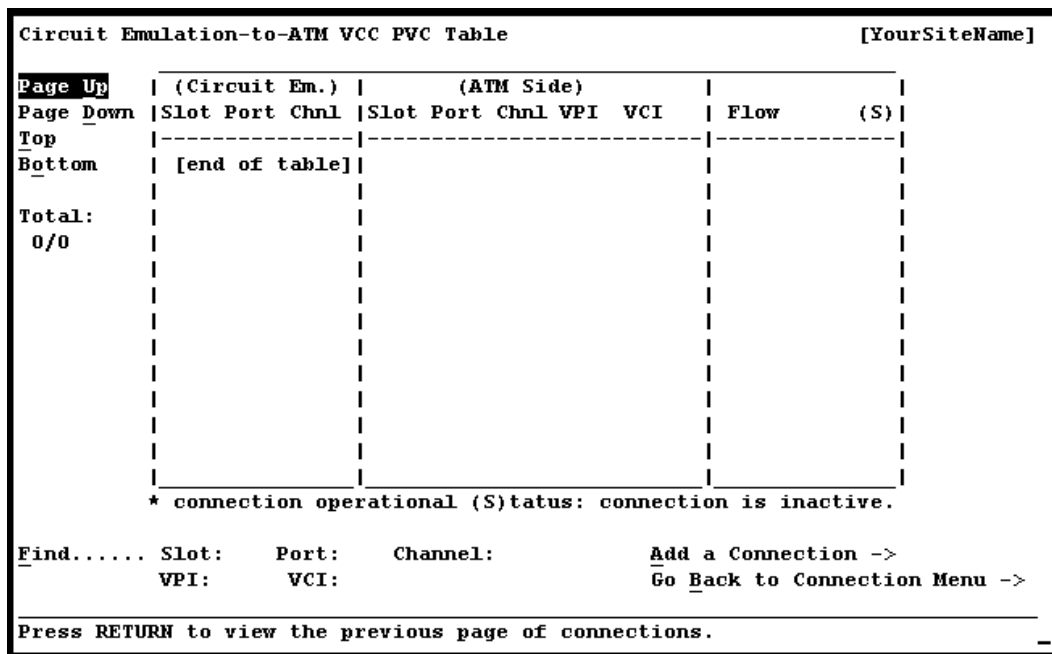 Circuit Emulation-to-ATM VCC PVC Table [YourSiteName]
Page Up | (Circuit Em.) | (ATM Side) | |
Page Down |Slot Port Chnl |Slot Port Chnl VPI VCI | Flow (S)|
Top |---------------|---------------------------|--------------|
Bottom | [end of table]| | |
Total:
0/0
* connection operational (S)tatus: connection is inactive.
Find...... Slot: Port: Channel: Add a Connection ->
VPI: VCI: Go Back to Connection Menu ->
Press RETURN to view the previous page of connections.